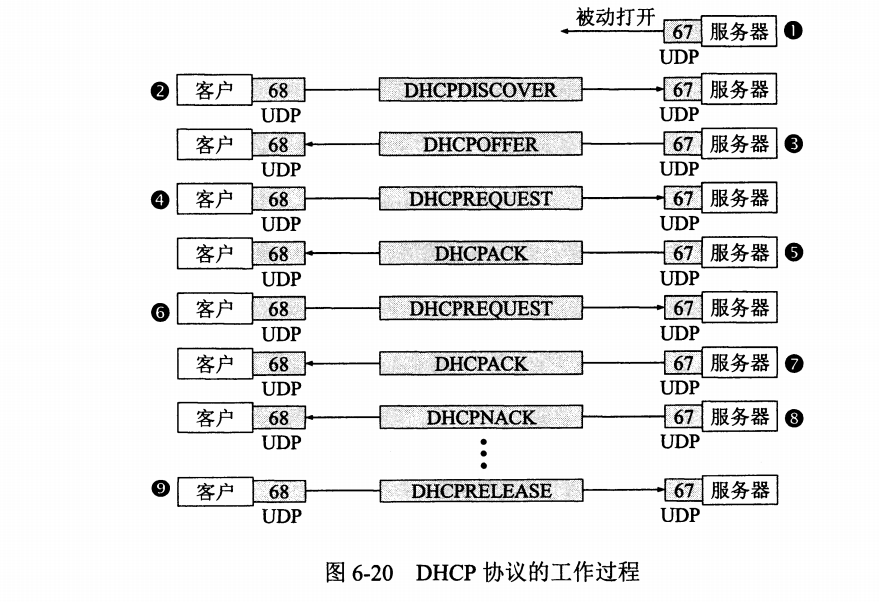 被动打开 67 服务器 ❶
UDP
❷ 客户 68 DHCPDISCOVER 67 服务器
UDP UDP
客户 68 DHCPOFFER 67 服务器 ❸
UDP UDP
❹ 客户 68 DHCPREQUEST 67 服务器
UDP UDP
客户 68 DHCPACK 67 服务器 ❺
UDP UDP
❻ 客户 68 DHCPREQUEST 67 服务器
UDP UDP
客户 68 DHCPACK 67 服务器 ❼
UDP UDP
客户 68 DHCPNACK 67 服务器 ❽
UDP UDP
❾ 客户 68 DHCPRELEASE 67 服务器
UDP UDP
图 6-20 DHCP 协议的工作过程